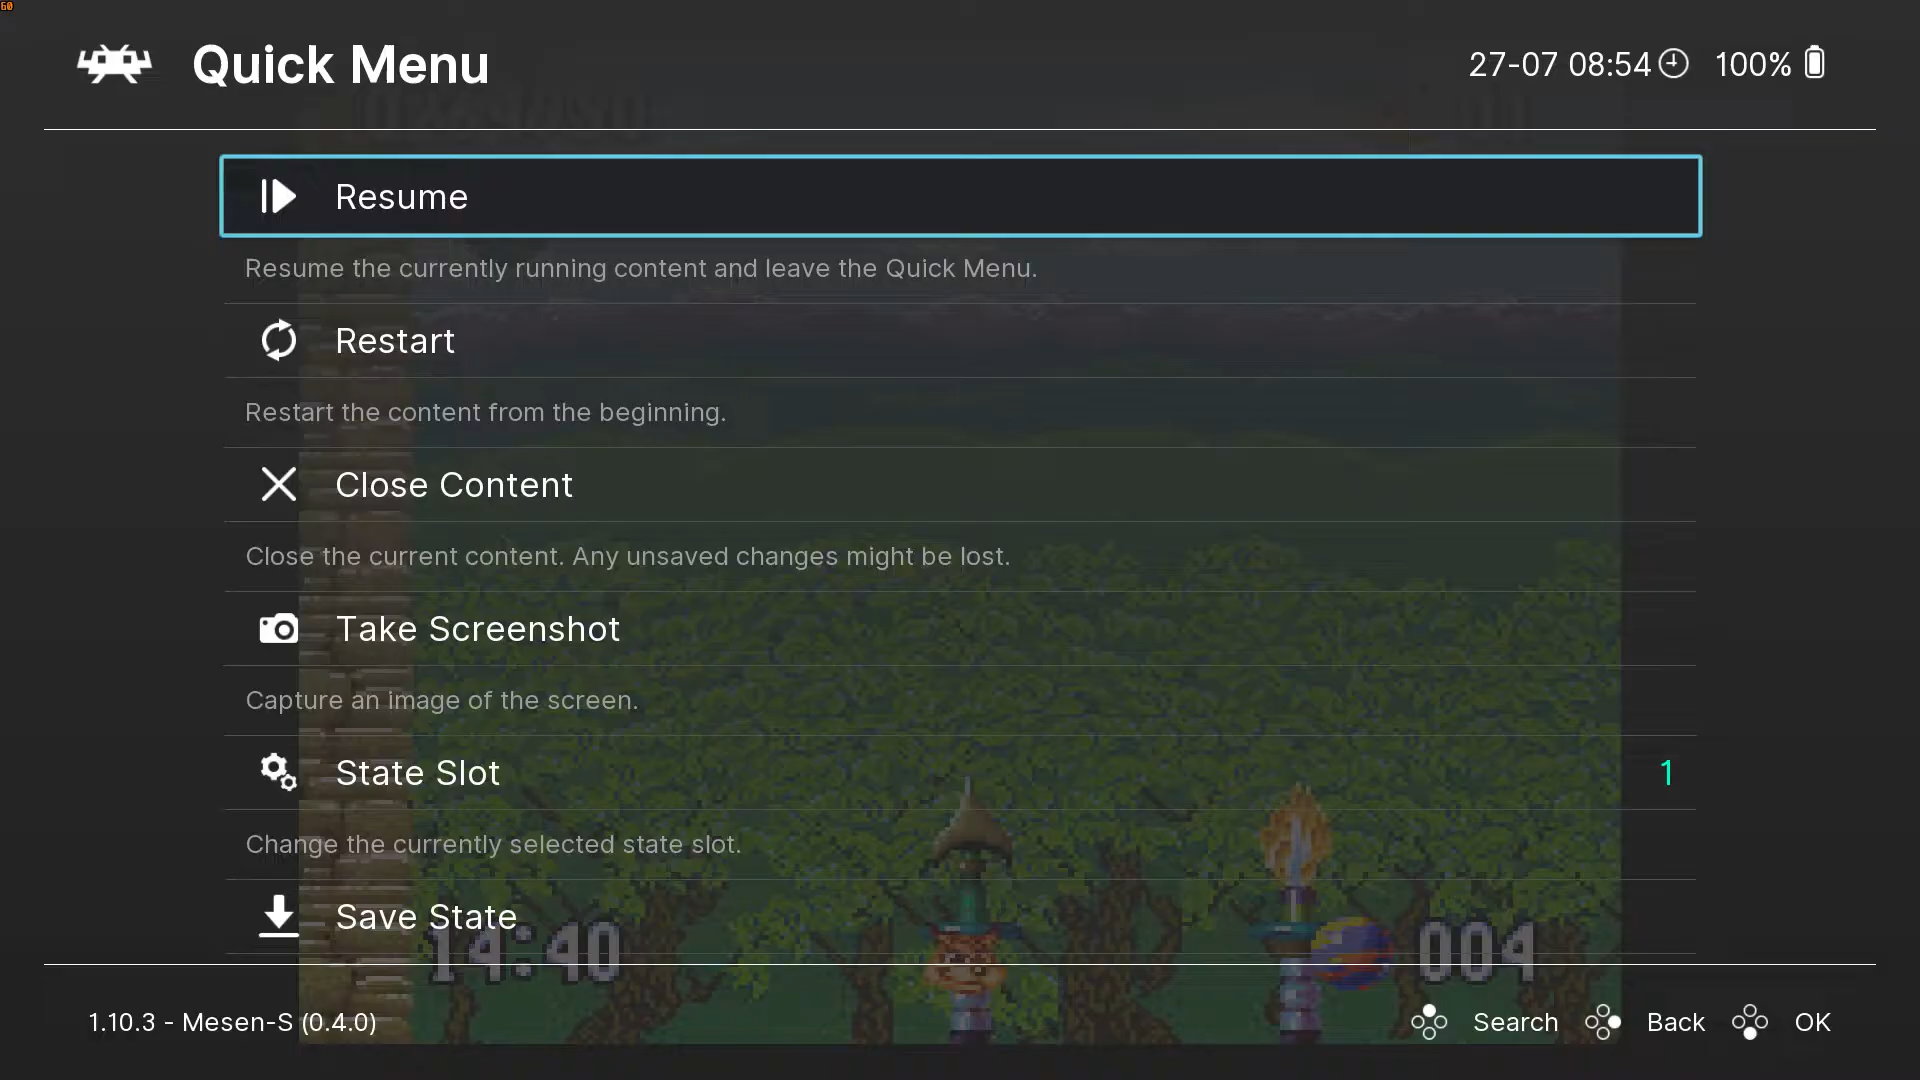 60
Quick Menu
27-07 08:54 100%
Resume
Resume the currently running content and leave the Quick Menu.
Restart
Restart the content from the beginning.
Close Content
Close the current content. Any unsaved changes might be lost.
Take Screenshot
Capture an image of the screen.
State Slot 1
Change the currently selected state slot.
Save State
14:40 004
1.10.3 - Mesen-S (0.4.0) Search Back OK